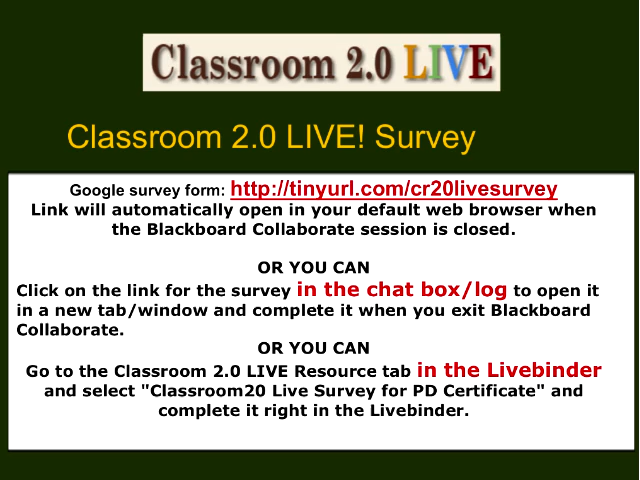 Classroom 2.0 LIVE
Classroom 2.0 LIVE! Survey
Google survey form: http://tinyurl.com/cr20livesurvey
Link will automatically open in your default web browser when
the Blackboard Collaborate session is closed.
OR YOU CAN
Click on the link for the survey in the chat box/log to open it
in a new tab/window and complete it when you exit Blackboard
Collaborate.
OR YOU CAN
Go to the Classroom 2.0 LIVE Resource tab in the Livebinder
and select "Classroom20 Live Survey for PD Certificate" and
complete it right in the Livebinder.